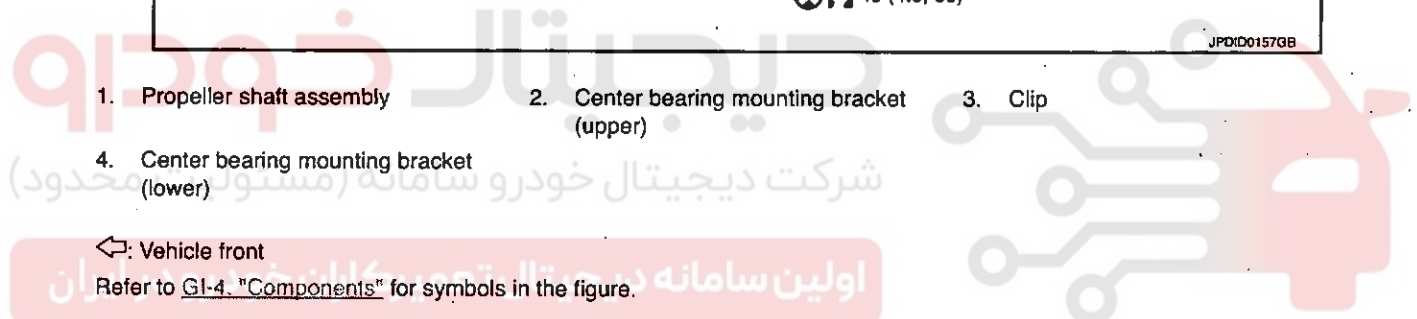 JPDID0157GB
دیجیتال خودرو
1. Propeller shaft assembly 2. Center bearing mounting bracket (upper) 3. Clip
4. Center bearing mounting bracket (lower)
شرکت دیجیتال خودرو سامانه (مسئولیت محدود)
⇦: Vehicle front
Refer to GI-4, "Components" for symbols in the figure.
اولین سامانه دیجیتال تعمیرکاران خودرو در ایران